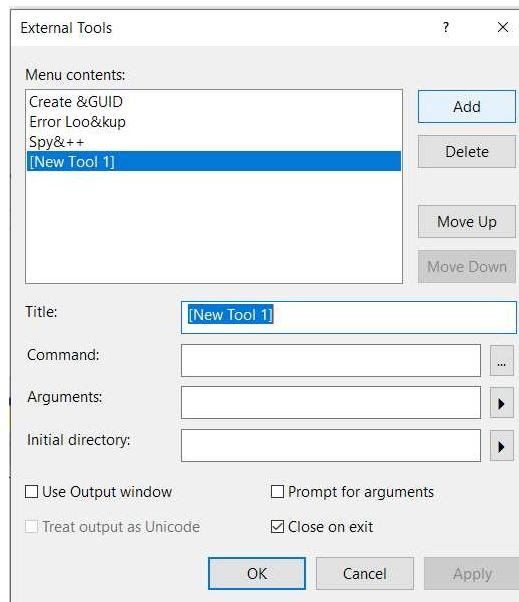 External Tools ? ×
Menu contents:
Create &GUID
Error Loo&kup
Spy&++
[New Tool 1]
Add
Delete
Move Up
Move Down
Title: [New Tool 1]
Command: ...
Arguments:
Initial directory:
Use Output window
Prompt for arguments
Treat output as Unicode
Close on exit
OK Cancel Apply